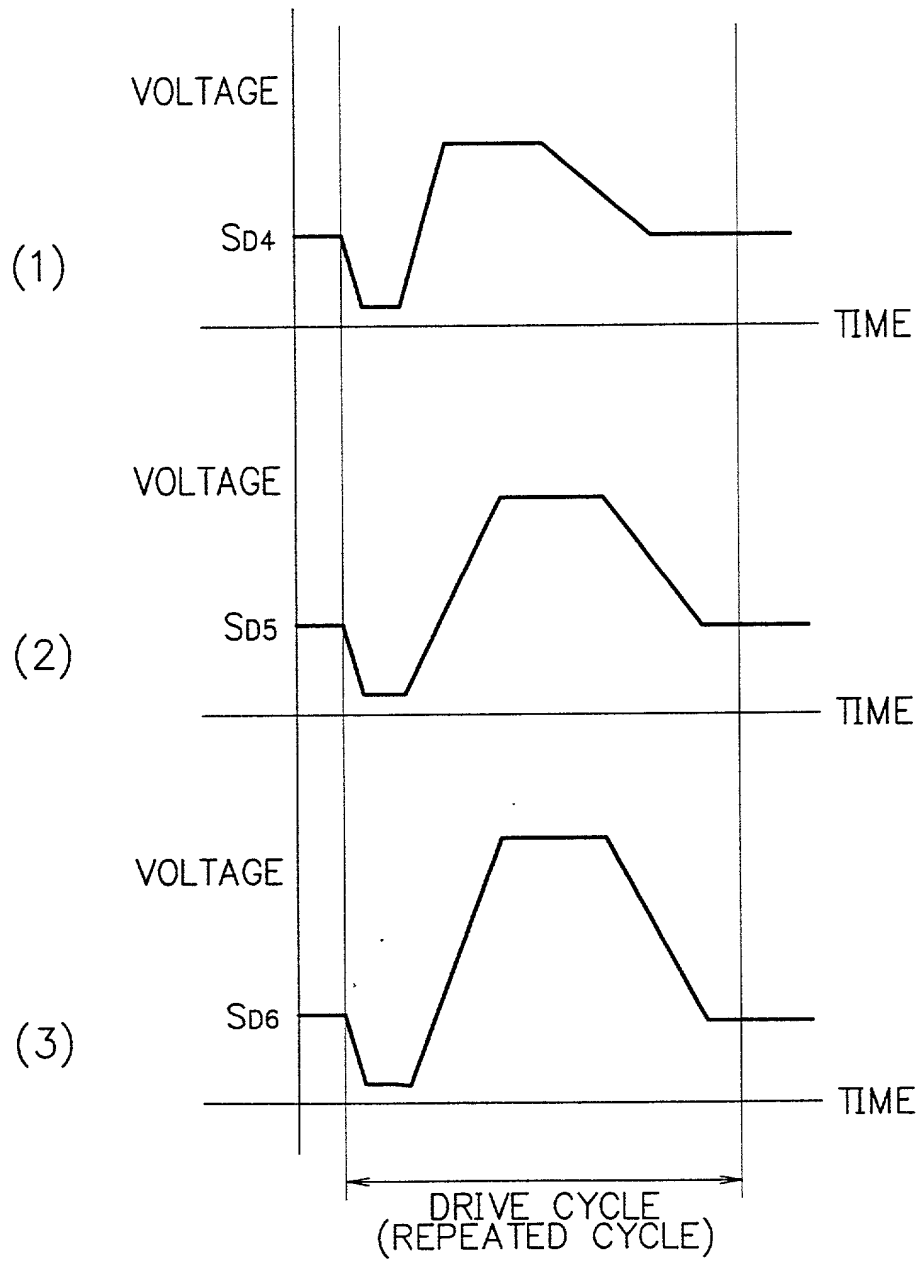 VOLTAGE
(1)
SD4
TIME
VOLTAGE
(2)
SD5
TIME
VOLTAGE
(3)
SD6
TIME
DRIVE CYCLE
(REPEATED CYCLE)